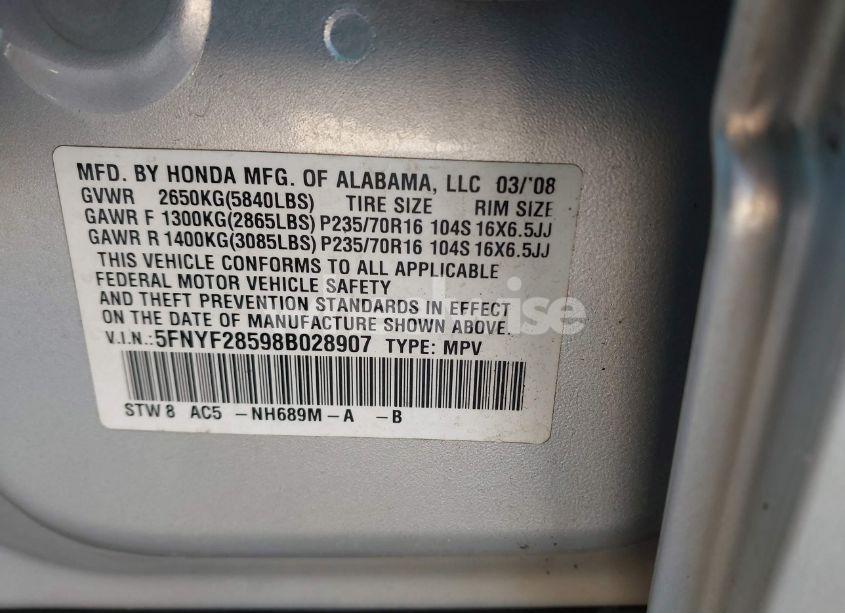 MFD. BY HONDA MFG. OF ALABAMA, LLC 03/'08
GVWR 2650KG(5840LBS) TIRE SIZE RIM SIZE
GAWR F 1300KG(2865LBS) P235/70R16 104S 16X6.5JJ
GAWR R 1400KG(3085LBS) P235/70R16 104S 16X6.5JJ
THIS VEHICLE CONFORMS TO ALL APPLICABLE
FEDERAL MOTOR VEHICLE SAFETY
AND THEFT PREVENTION STANDARDS IN EFFECT
ON THE DATE OF MANUFACTURE SHOWN ABOVE.
V.I.N.: 5FNYF28598B028907 TYPE: MPV
STW8 AC5 -NH689M-A -B